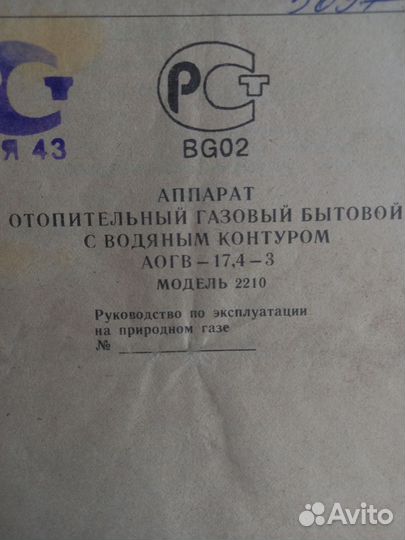 РСТ
BG02
Я 43
АППАРАТ
ОТОПИТЕЛЬНЫЙ ГАЗОВЫЙ БЫТОВОЙ
С ВОДЯНЫМ КОНТУРОМ
АОГВ — 17,4 — 3
МОДЕЛЬ 2210
Руководство по эксплуатации
на природном газе
№
Avito